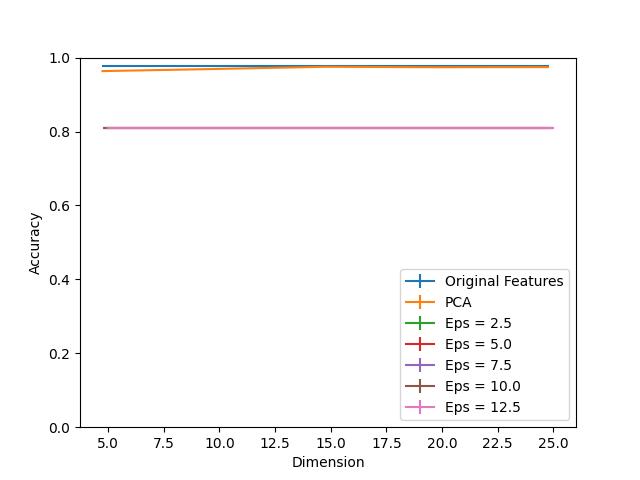 1.0
0.8
0.6
0.4
0.2
0.0
Accuracy
Original Features
PCA
Eps = 2.5
Eps = 5.0
Eps = 7.5
Eps = 10.0
Eps = 12.5
5.0 7.5 10.0 12.5 15.0 17.5 20.0 22.5 25.0
Dimension